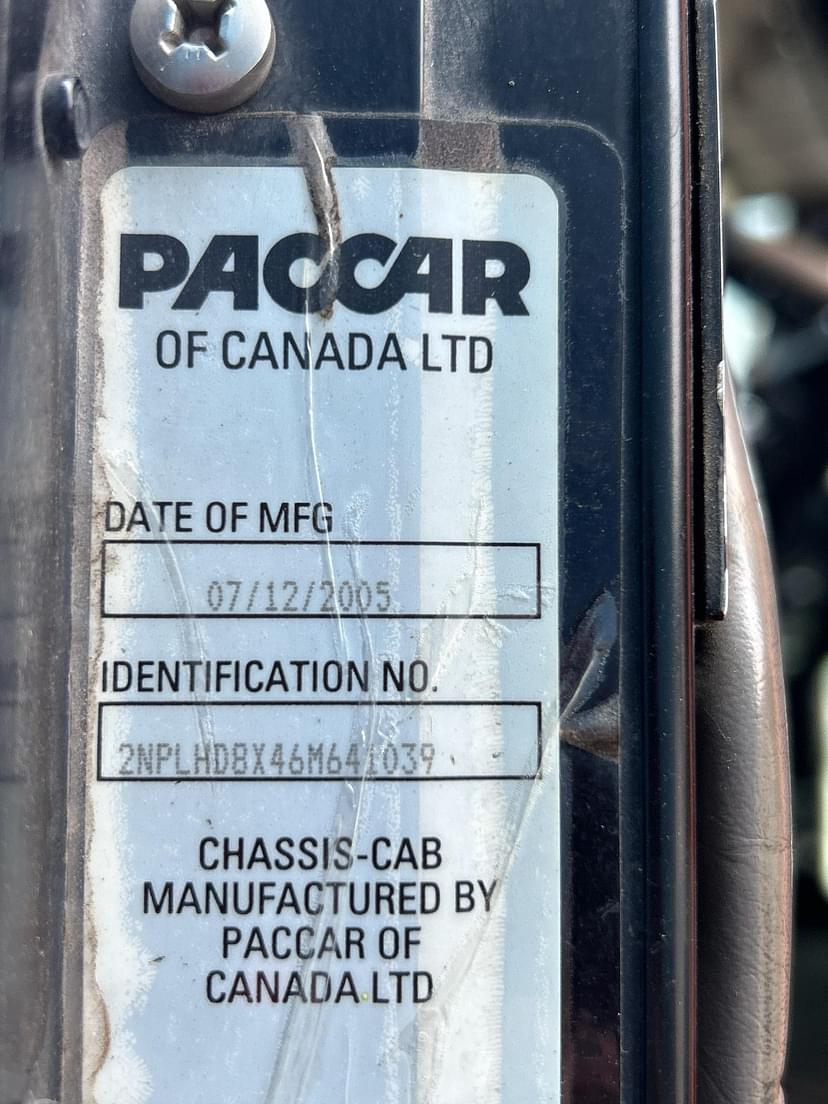 PACCAR
OF CANADA LTD
DATE OF MFG
07/12/2005
IDENTIFICATION NO.
2NPLHD8X46M641039
CHASSIS-CAB
MANUFACTURED BY
PACCAR OF
CANADA.LTD